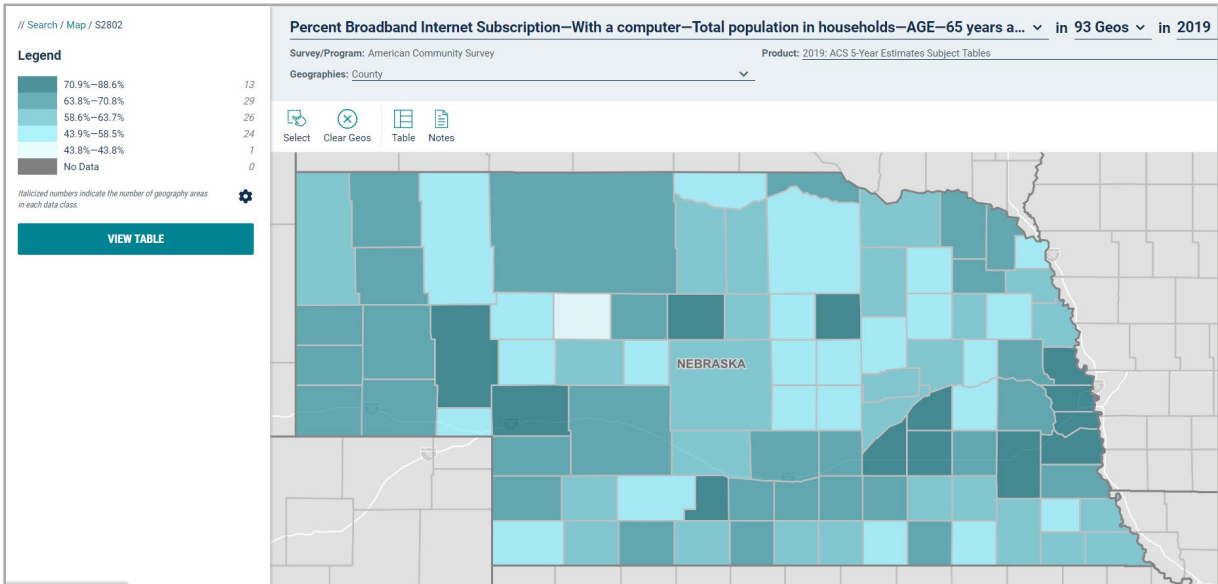 // Search / Map / S2802
Legend
70.9%—88.6% 13
63.8%—70.8% 29
58.6%—63.7% 26
43.9%—58.5% 24
43.8%—43.8% 1
No Data 0
Italicized numbers indicate the number of geography areas
in each data class.
VIEW TABLE
Percent Broadband Internet Subscription—With a computer—Total population in households—AGE—65 years a... in 93 Geos in 2019
Survey/Program: American Community Survey Product: 2019: ACS 5-Year Estimates Subject Tables
Geographies: County
Select Clear Geos Table Notes
NEBRASKA